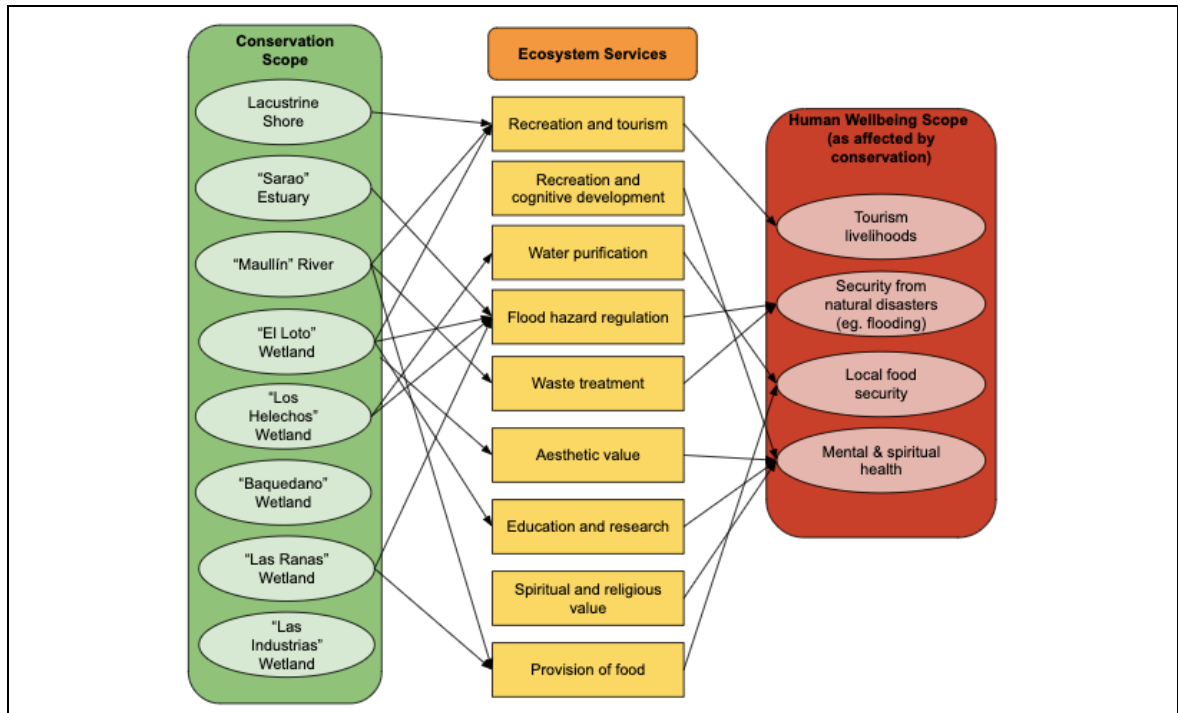 Conservation
Scope
Lacustrine
Shore
“Sarao”
Estuary
“Maullín” River
“El Loto”
Wetland
“Los
Helechos”
Wetland
“Baquedano”
Wetland
“Las Ranas”
Wetland
“Las
Industrias”
Wetland
Ecosystem Services
Recreation and tourism
Recreation and
cognitive development
Water purification
Flood hazard regulation
Waste treatment
Aesthetic value
Education and research
Spiritual and religious
value
Provision of food
Human Wellbeing Scope
(as affected by
conservation)
Tourism
livelihoods
Security from
natural disasters
(eg. flooding)
Local food
security
Mental & spiritual
health